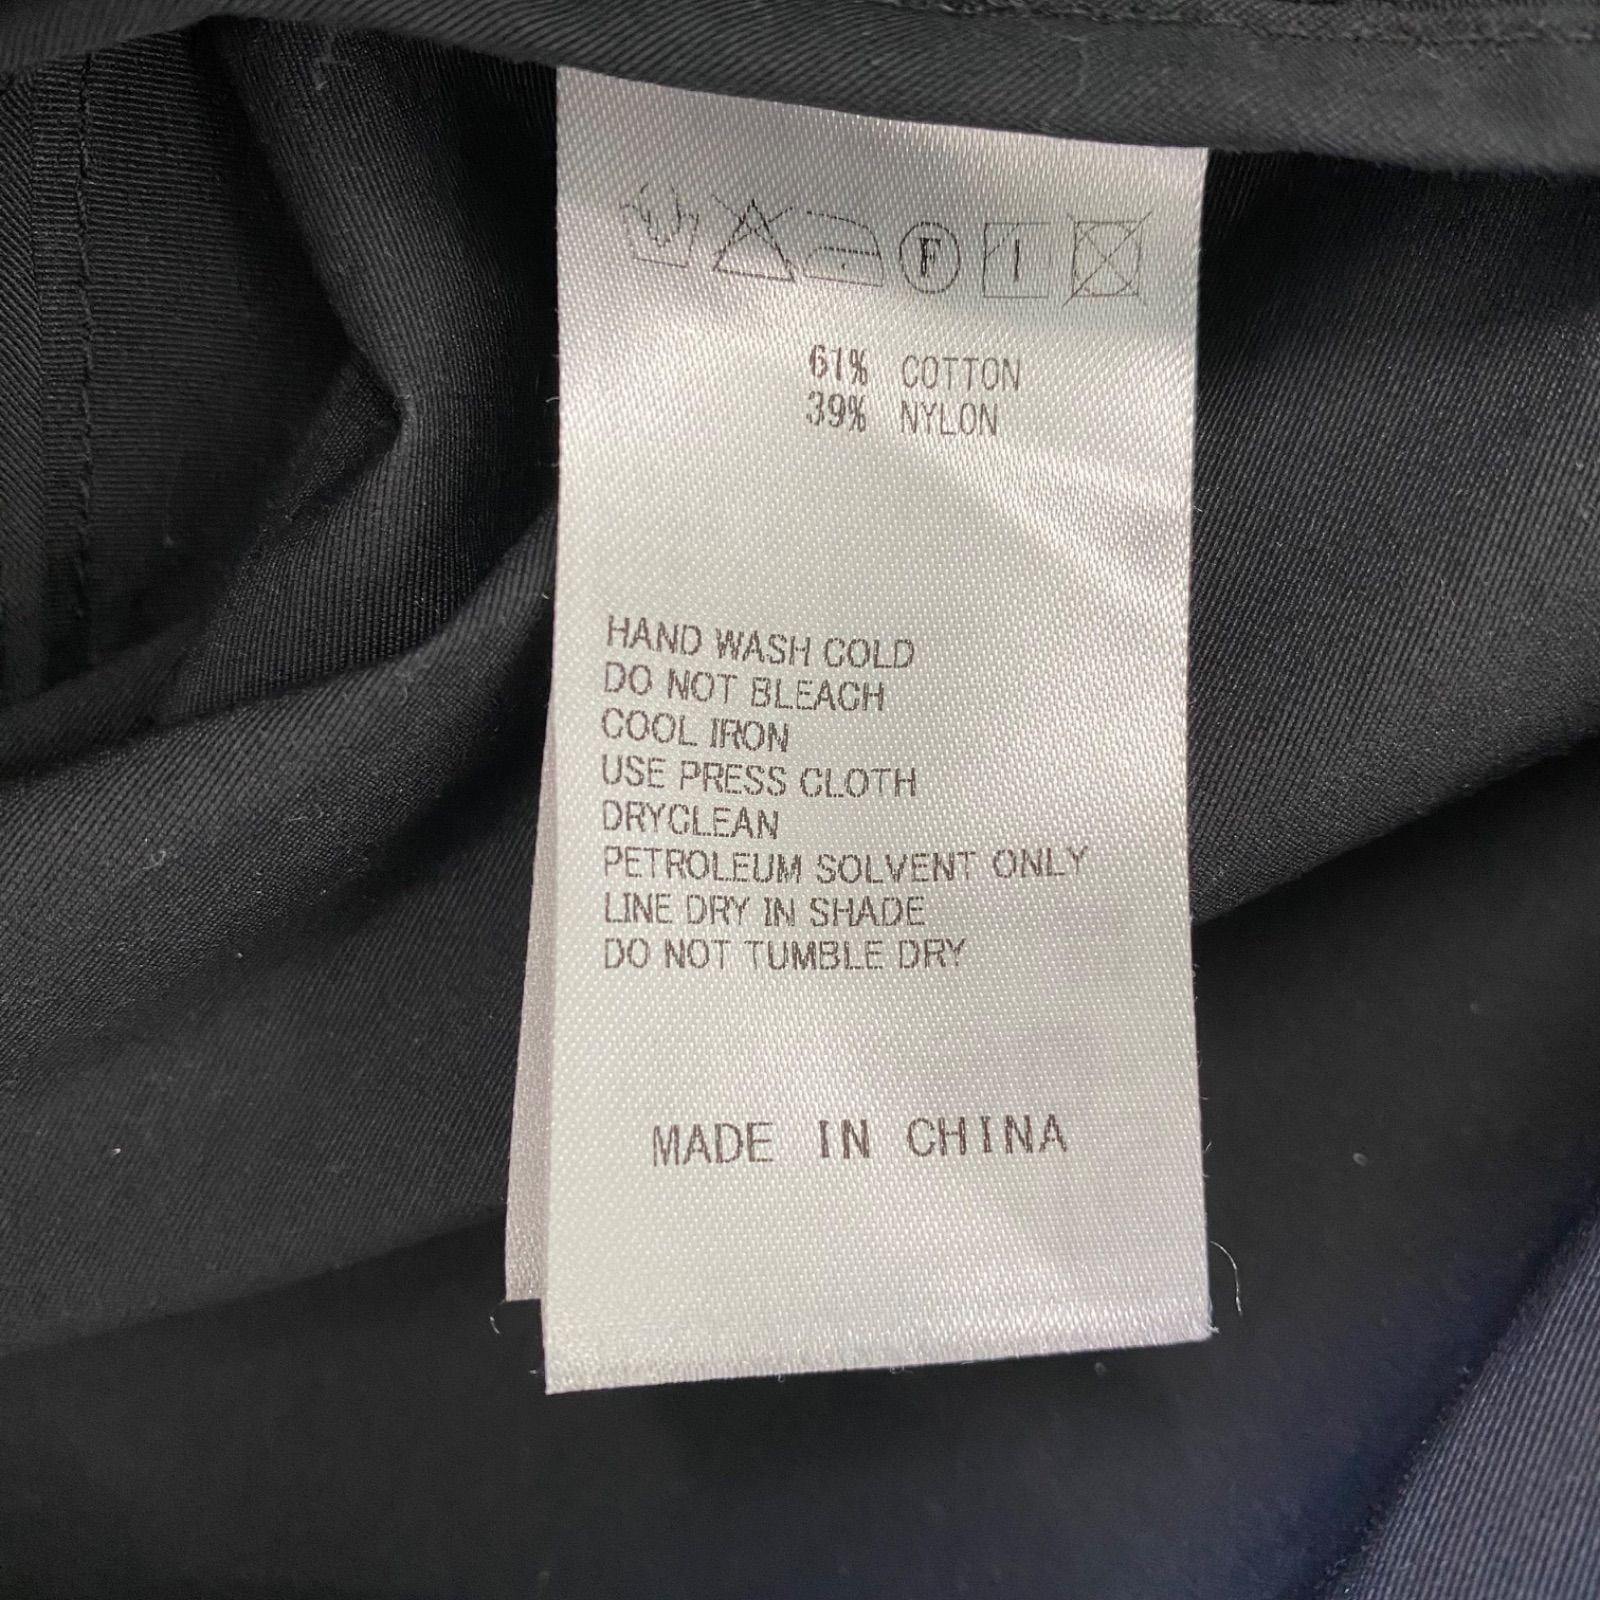 F
61% COTTON
39% NYLON
HAND WASH COLD
DO NOT BLEACH
COOL IRON
USE PRESS CLOTH
DRYCLEAN
PETROLEUM SOLVENT ONLY
LINE DRY IN SHADE
DO NOT TUMBLE DRY
MADE IN CHINA